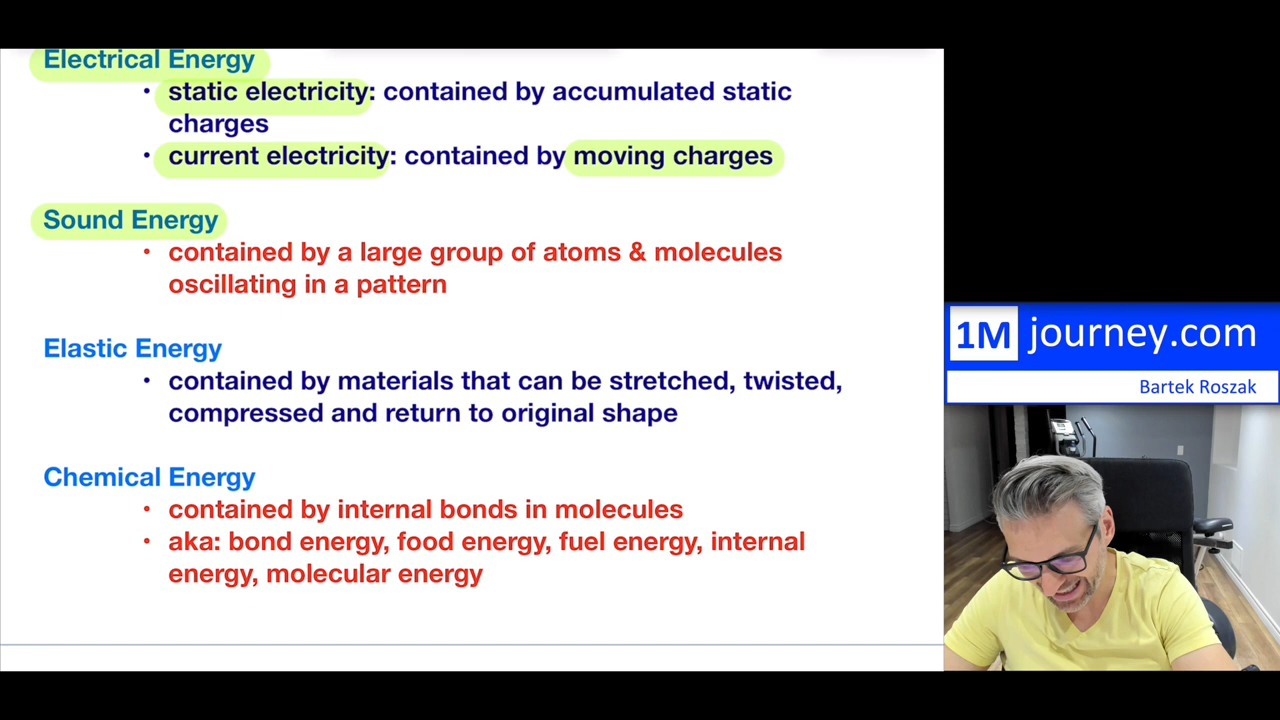 Electrical Energy
• static electricity: contained by accumulated static
charges
• current electricity: contained by moving charges
Sound Energy
• contained by a large group of atoms & molecules
oscillating in a pattern
Elastic Energy
• contained by materials that can be stretched, twisted,
compressed and return to original shape
Chemical Energy
• contained by internal bonds in molecules
• aka: bond energy, food energy, fuel energy, internal
energy, molecular energy
1M journey.com
Bartek Roszak